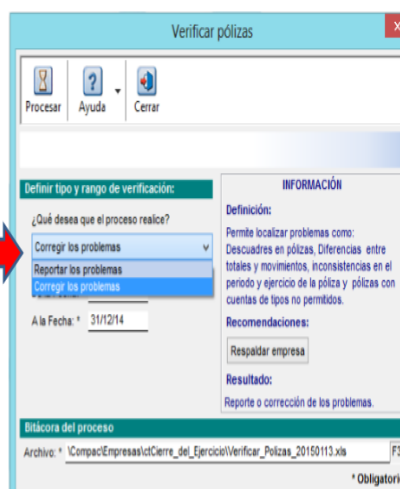 Verificar pólizas
x
Procesar
Ayuda
Cerrar
Definir tipo y rango de verificación:
¿Qué desea que el proceso realice?
Corregir los problemas
Reportar los problemas
Corregir los problemas
A la Fecha: * 31/12/14
INFORMACIÓN
Definición:
Permite localizar problemas como:
Descuadres en pólizas, Diferencias entre
totales y movimientos, inconsistencias en el
periodo y ejercicio de la póliza y pólizas con
cuentas de tipos no permitidos.
Recomendaciones:
Respaldar empresa
Resultado:
Reporte o corrección de los problemas.
Bitácora del proceso
Archivo: * \Compac\Empresas\ctCierre_del_Ejercicio\Verificar_Polizas_20150113.xls F3
* Obligatorio